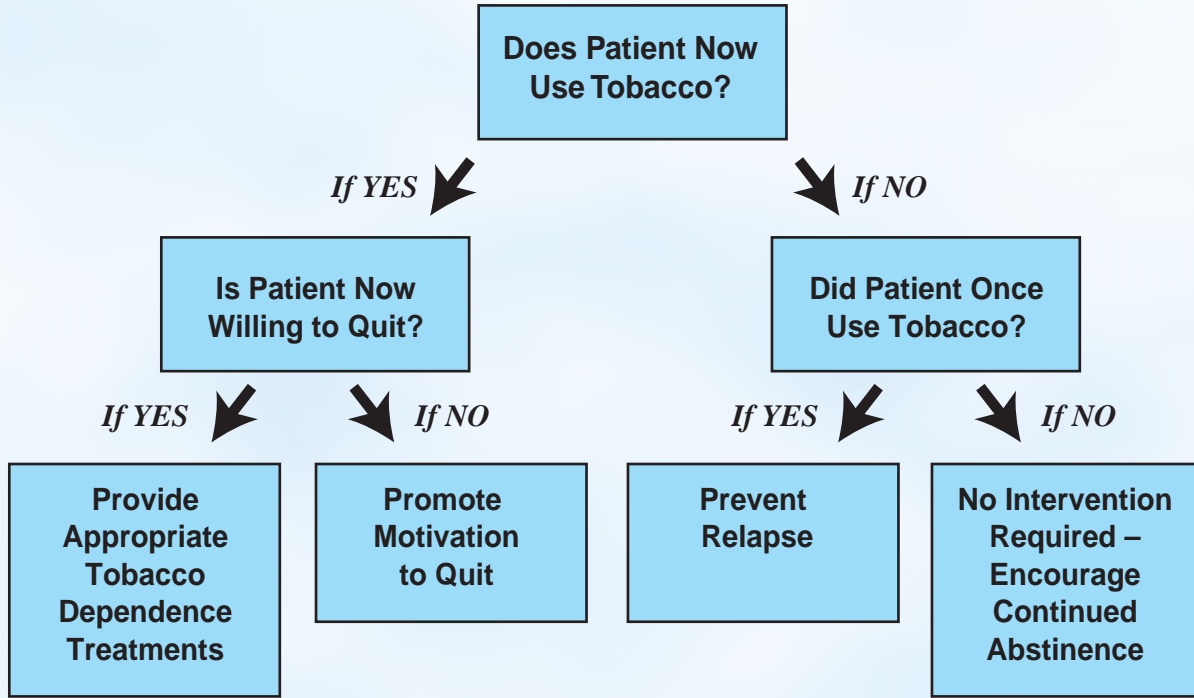 Does Patient Now
Use Tobacco?
If YES
If NO
Is Patient Now
Willing to Quit?
Did Patient Once
Use Tobacco?
If YES
If NO
If YES
If NO
Provide
Appropriate
Tobacco
Dependence
Treatments
Promote
Motivation
to Quit
Prevent
Relapse
No Intervention
Required –
Encourage
Continued
Abstinence